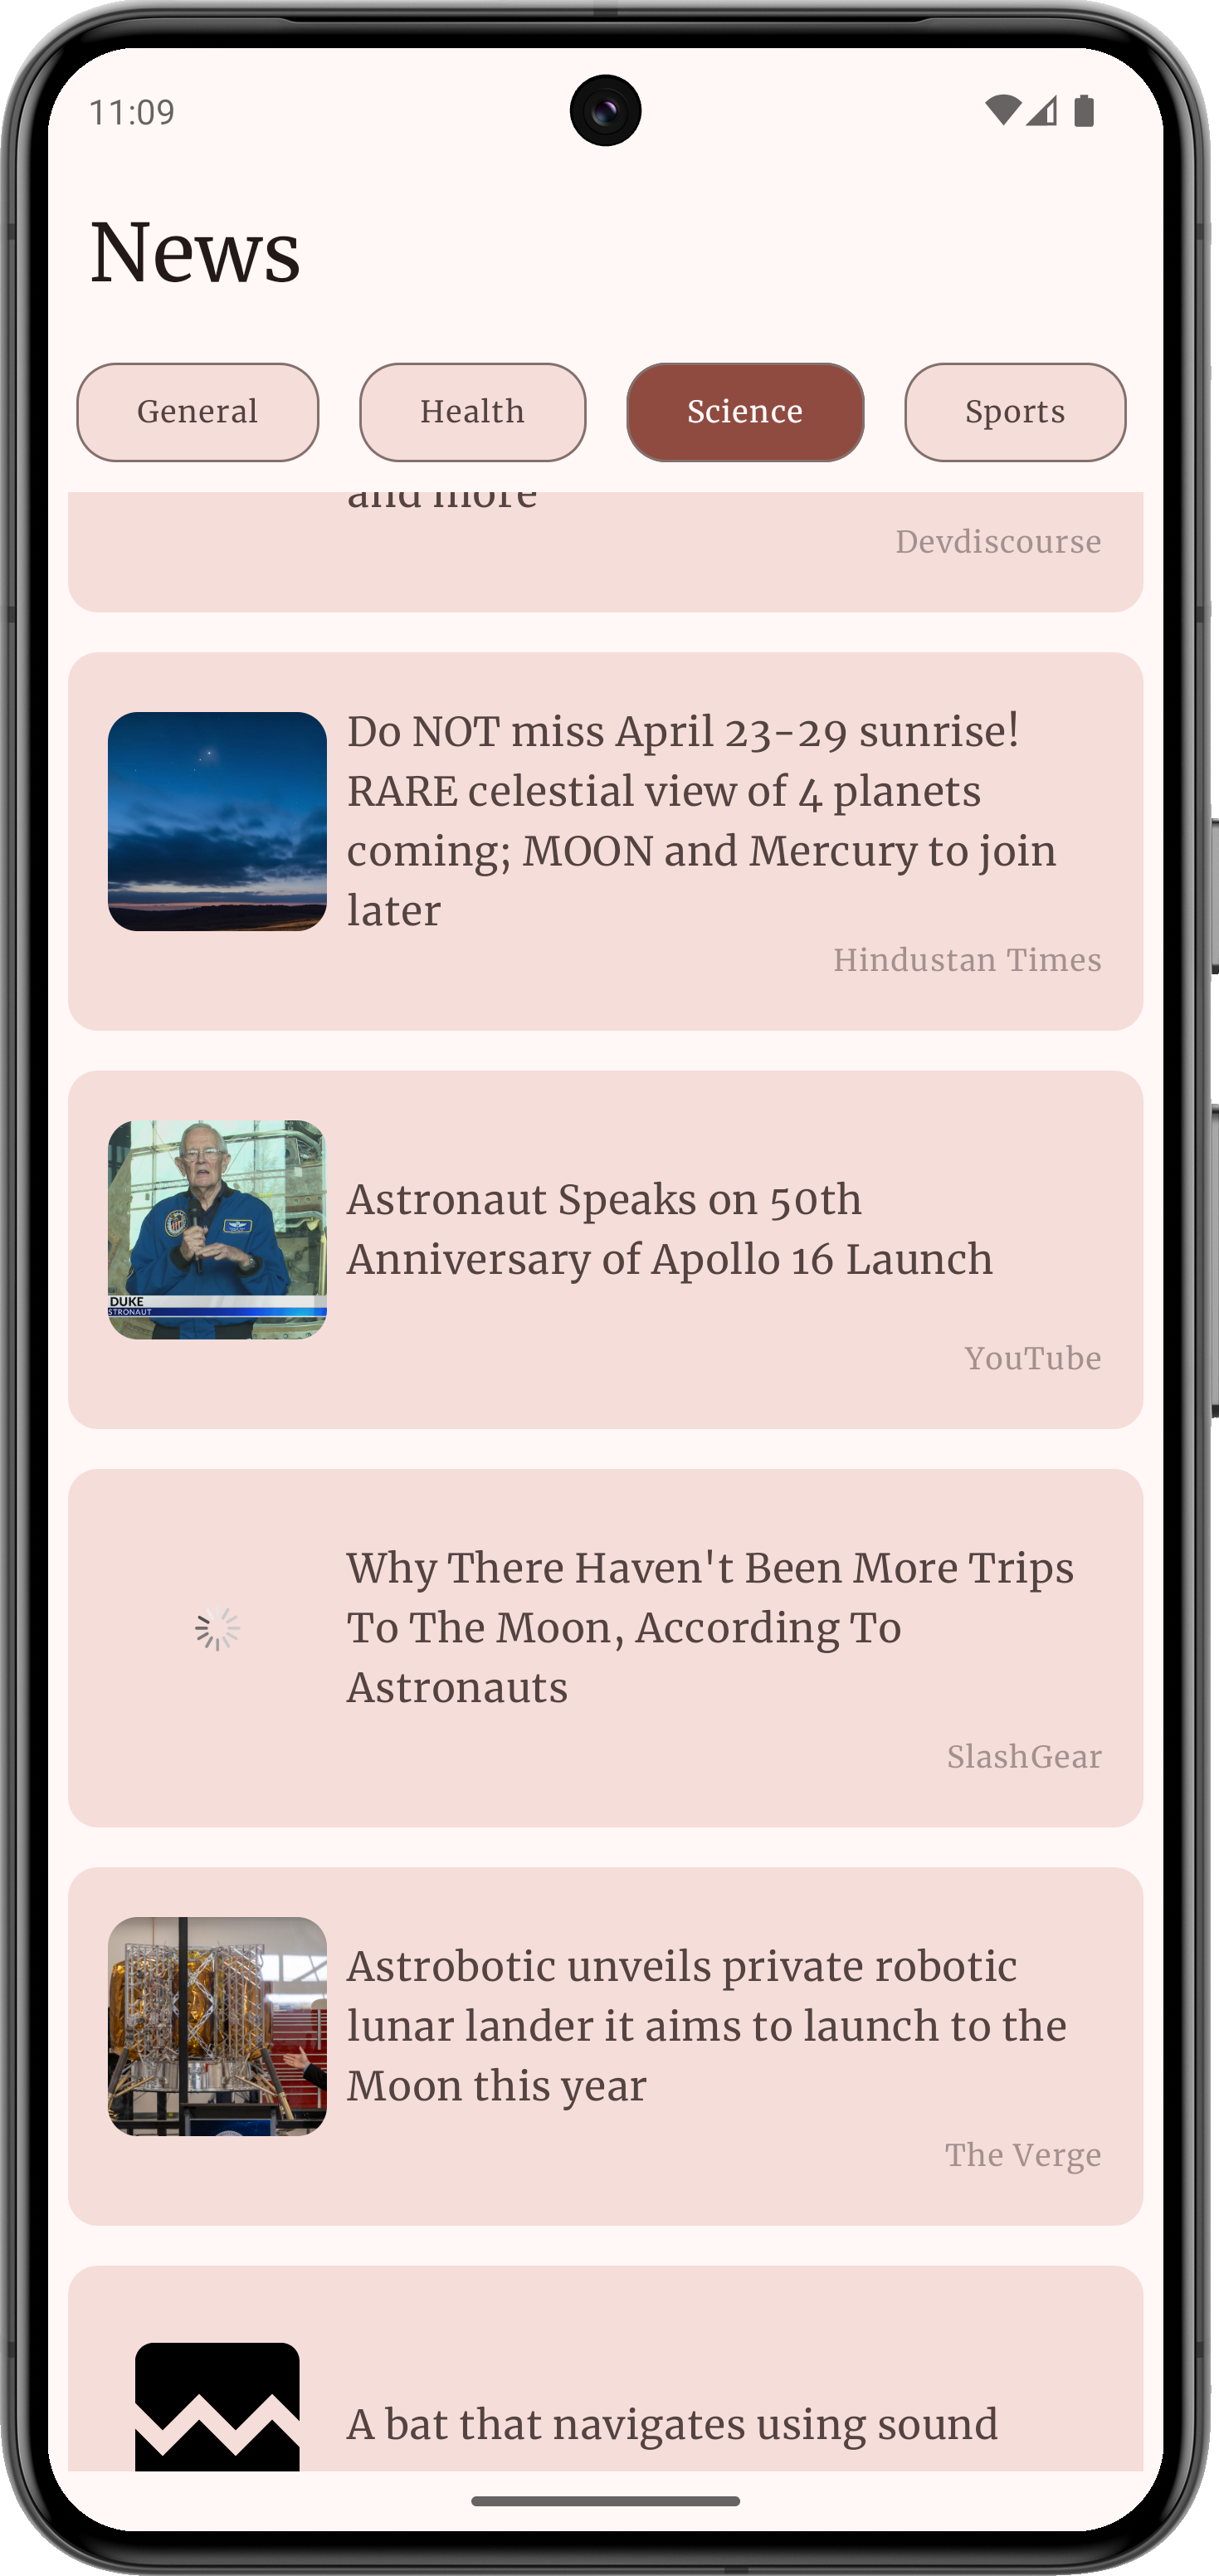 11:09
News
General
Health
Science
Sports
and more
Devdiscourse
Do NOT miss April 23-29 sunrise!
RARE celestial view of 4 planets
coming; MOON and Mercury to join
later
Hindustan Times
DUKE
STRONAUT
Astronaut Speaks on 50th
Anniversary of Apollo 16 Launch
YouTube
Why There Haven't Been More Trips
To The Moon, According To
Astronauts
SlashGear
Astrobotic unveils private robotic
lunar lander it aims to launch to the
Moon this year
The Verge
A bat that navigates using sound